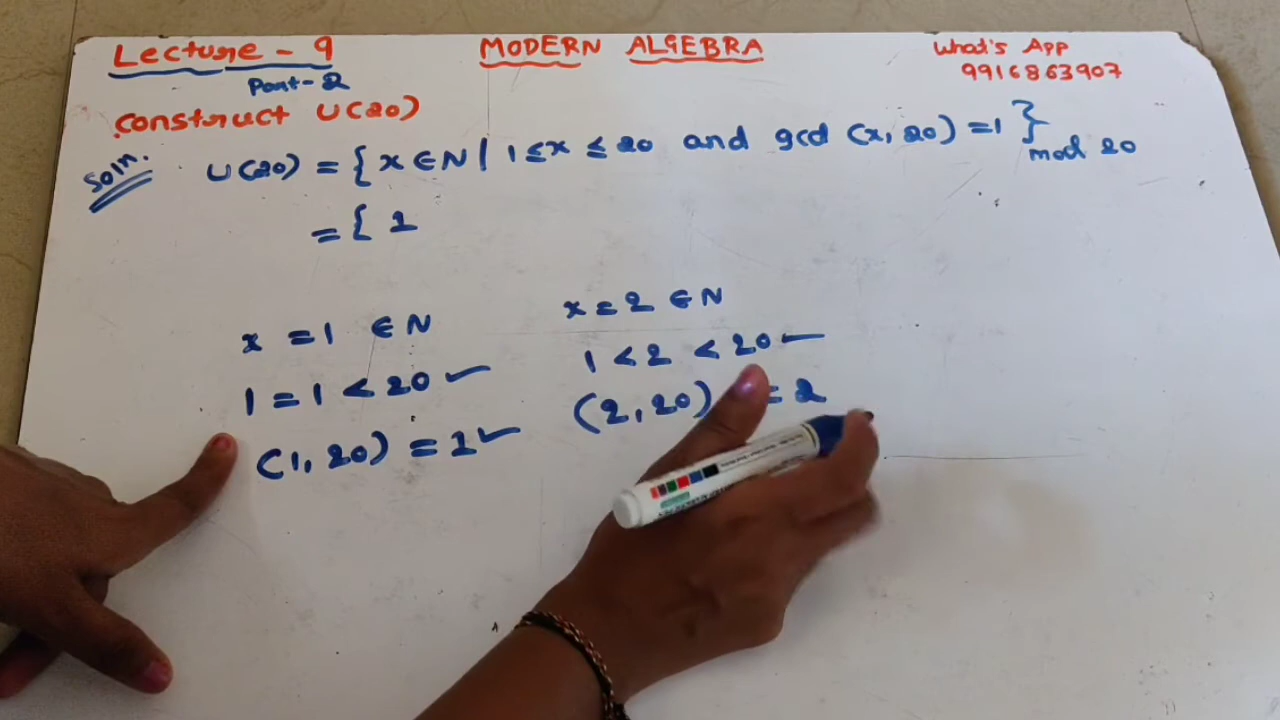 Lecture - 9
Part-2
MODERN ALGEBRA
What's App
9916863907
Construct U(20)
Soln.
U(20) = { x ∈ N | 1 ≤ x ≤ 20 and gcd (x, 20) = 1 } mod 20
= { 1
x = 1 ∈ N
1 = 1 < 20 ✓
(1, 20) = 1 ✓
x = 2 ∈ N
1 < 2 < 20 ✓
(2, 20) = 2